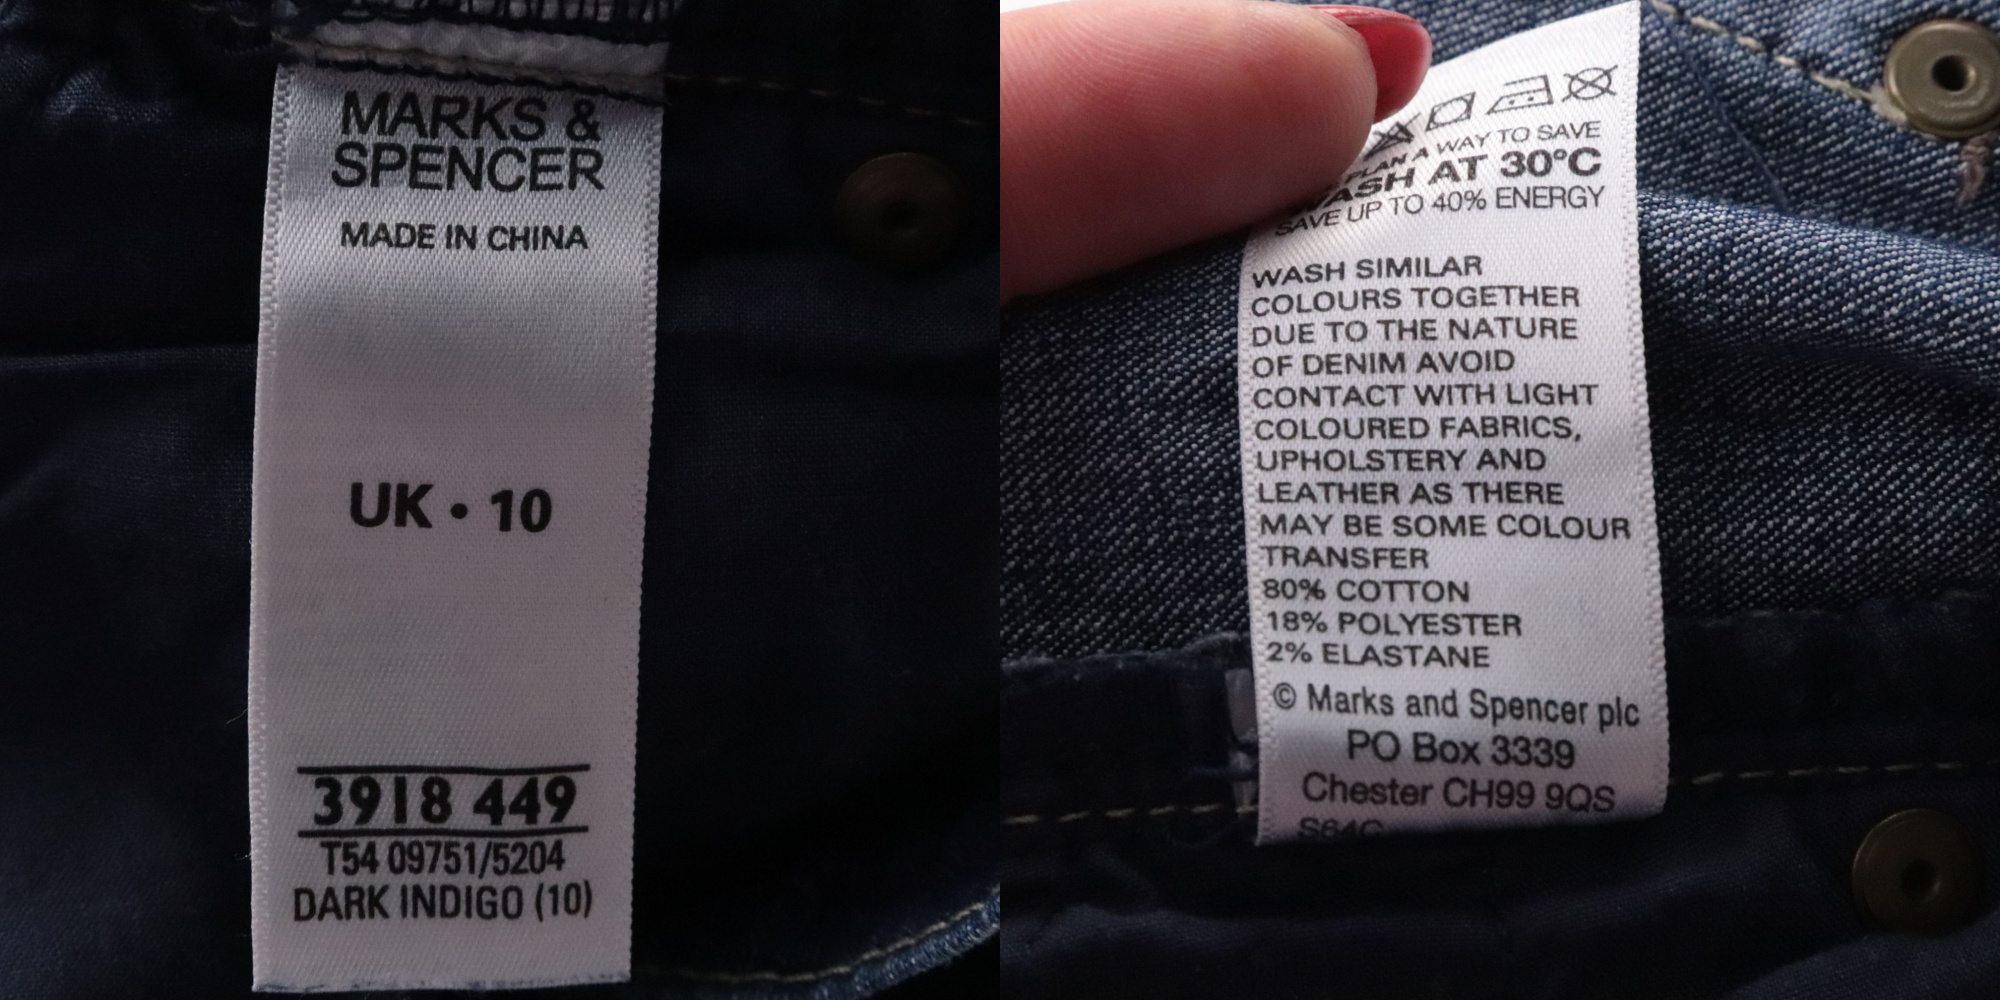 MARKS &
SPENCER
MADE IN CHINA
UK • 10
3918 449
T54 09751/5204
DARK INDIGO (10)
PLAN A WAY TO SAVE
WASH AT 30°C
SAVE UP TO 40% ENERGY
WASH SIMILAR
COLOURS TOGETHER
DUE TO THE NATURE
OF DENIM AVOID
CONTACT WITH LIGHT
COLOURED FABRICS,
UPHOLSTERY AND
LEATHER AS THERE
MAY BE SOME COLOUR
TRANSFER
80% COTTON
18% POLYESTER
2% ELASTANE
© Marks and Spencer plc
PO Box 3339
Chester CH99 9QS
S64C